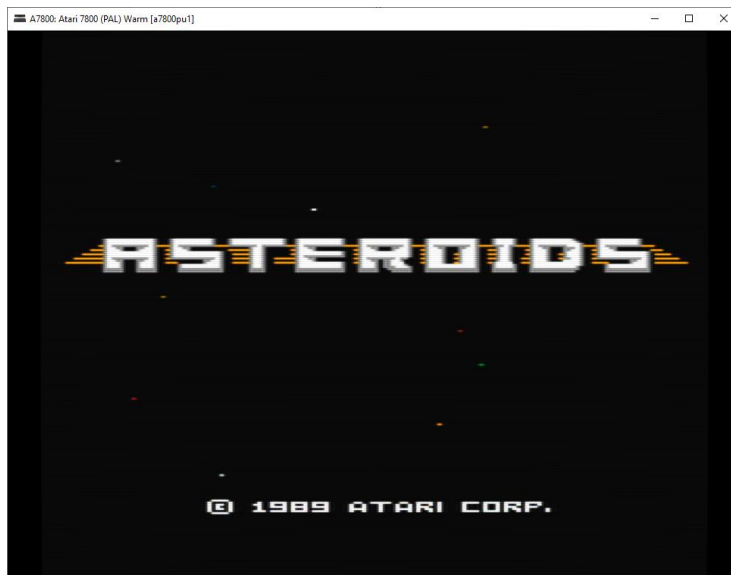 A7800: Atari 7800 (PAL) Warm [a7800pu1]
ASTEROIDS
© 1989 ATARI CORP.